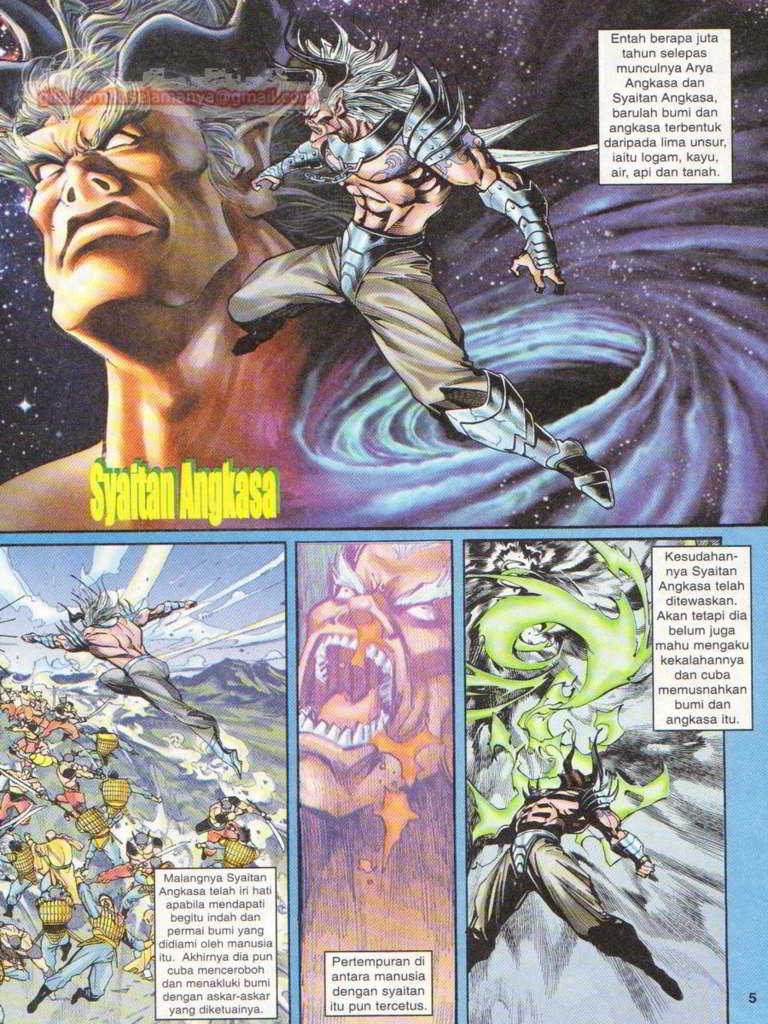 Entah berapa juta
tahun selepas
munculnya Arya
Angkasa dan
Syaitan Angkasa,
barulah bumi dan
angkasa terbentuk
daripada lima unsur,
iaitu logam, kayu,
air, api dan tanah.
Syaitan Angkasa
Malangnya Syaitan
Angkasa telah iri hati
apabila mendapati
begitu indah dan
permai bumi yang
didiami oleh manusia
itu. Akhirnya dia pun
cuba menceroboh
dan menakluki bumi
dengan askar-askar
yang diketuainya.
Pertempuran di
antara manusia
dengan syaitan
itu pun tercetus.
Kesudahan-
nya Syaitan
Angkasa telah
ditewaskan.
Akan tetapi dia
belum juga
mahu mengaku
kekalahannya
dan cuba
memusnahkan
bumi dan
angkasa itu.
5